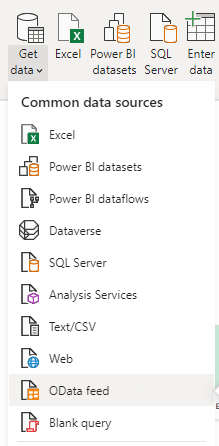 Get data
Excel
Power BI datasets
SQL Server
Enter data
Common data sources
Excel
Power BI datasets
Power BI dataflows
Dataverse
SQL Server
Analysis Services
Text/CSV
Web
OData feed
Blank query